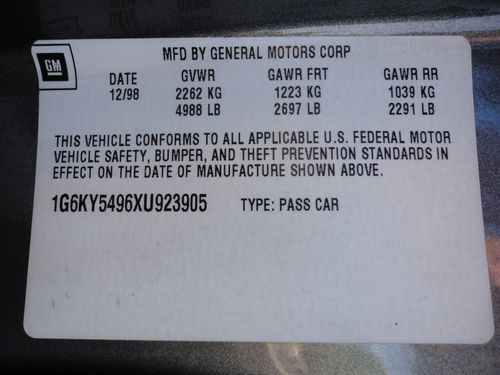 GM
MFD BY GENERAL MOTORS CORP
DATE GVWR GAWR FRT GAWR RR
12/98 2262 KG 1223 KG 1039 KG
4988 LB 2697 LB 2291 LB
THIS VEHICLE CONFORMS TO ALL APPLICABLE U.S. FEDERAL MOTOR
VEHICLE SAFETY, BUMPER, AND THEFT PREVENTION STANDARDS IN
EFFECT ON THE DATE OF MANUFACTURE SHOWN ABOVE.
1G6KY5496XU923905 TYPE: PASS CAR